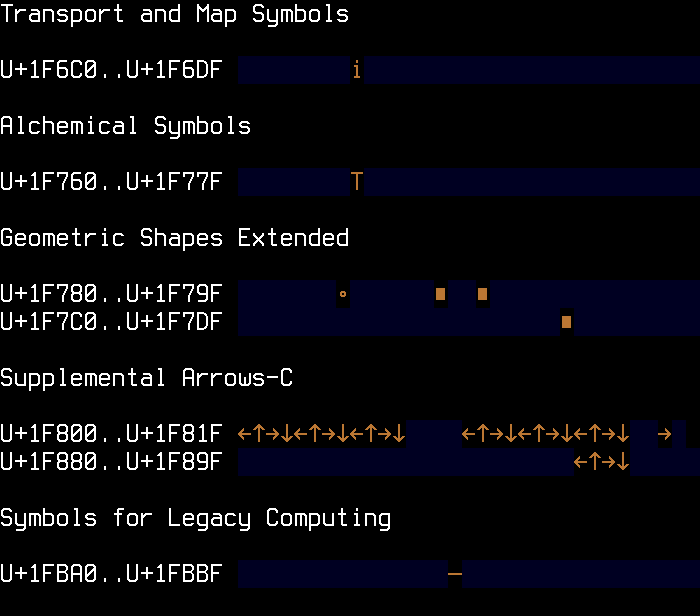 Transport and Map Symbols
U+1F6C0..U+1F6DF i
Alchemical Symbols
U+1F760..U+1F77F T
Geometric Shapes Extended
U+1F780..U+1F79F ∘ ■ ■
U+1F7C0..U+1F7DF ■
Supplemental Arrows-C
U+1F800..U+1F81F ←↑→↓←↑→↓←↑→↓ ←↑→↓←↑→↓←↑→↓ →
U+1F880..U+1F89F ←↑→↓
Symbols for Legacy Computing
U+1FBA0..U+1FBBF ─